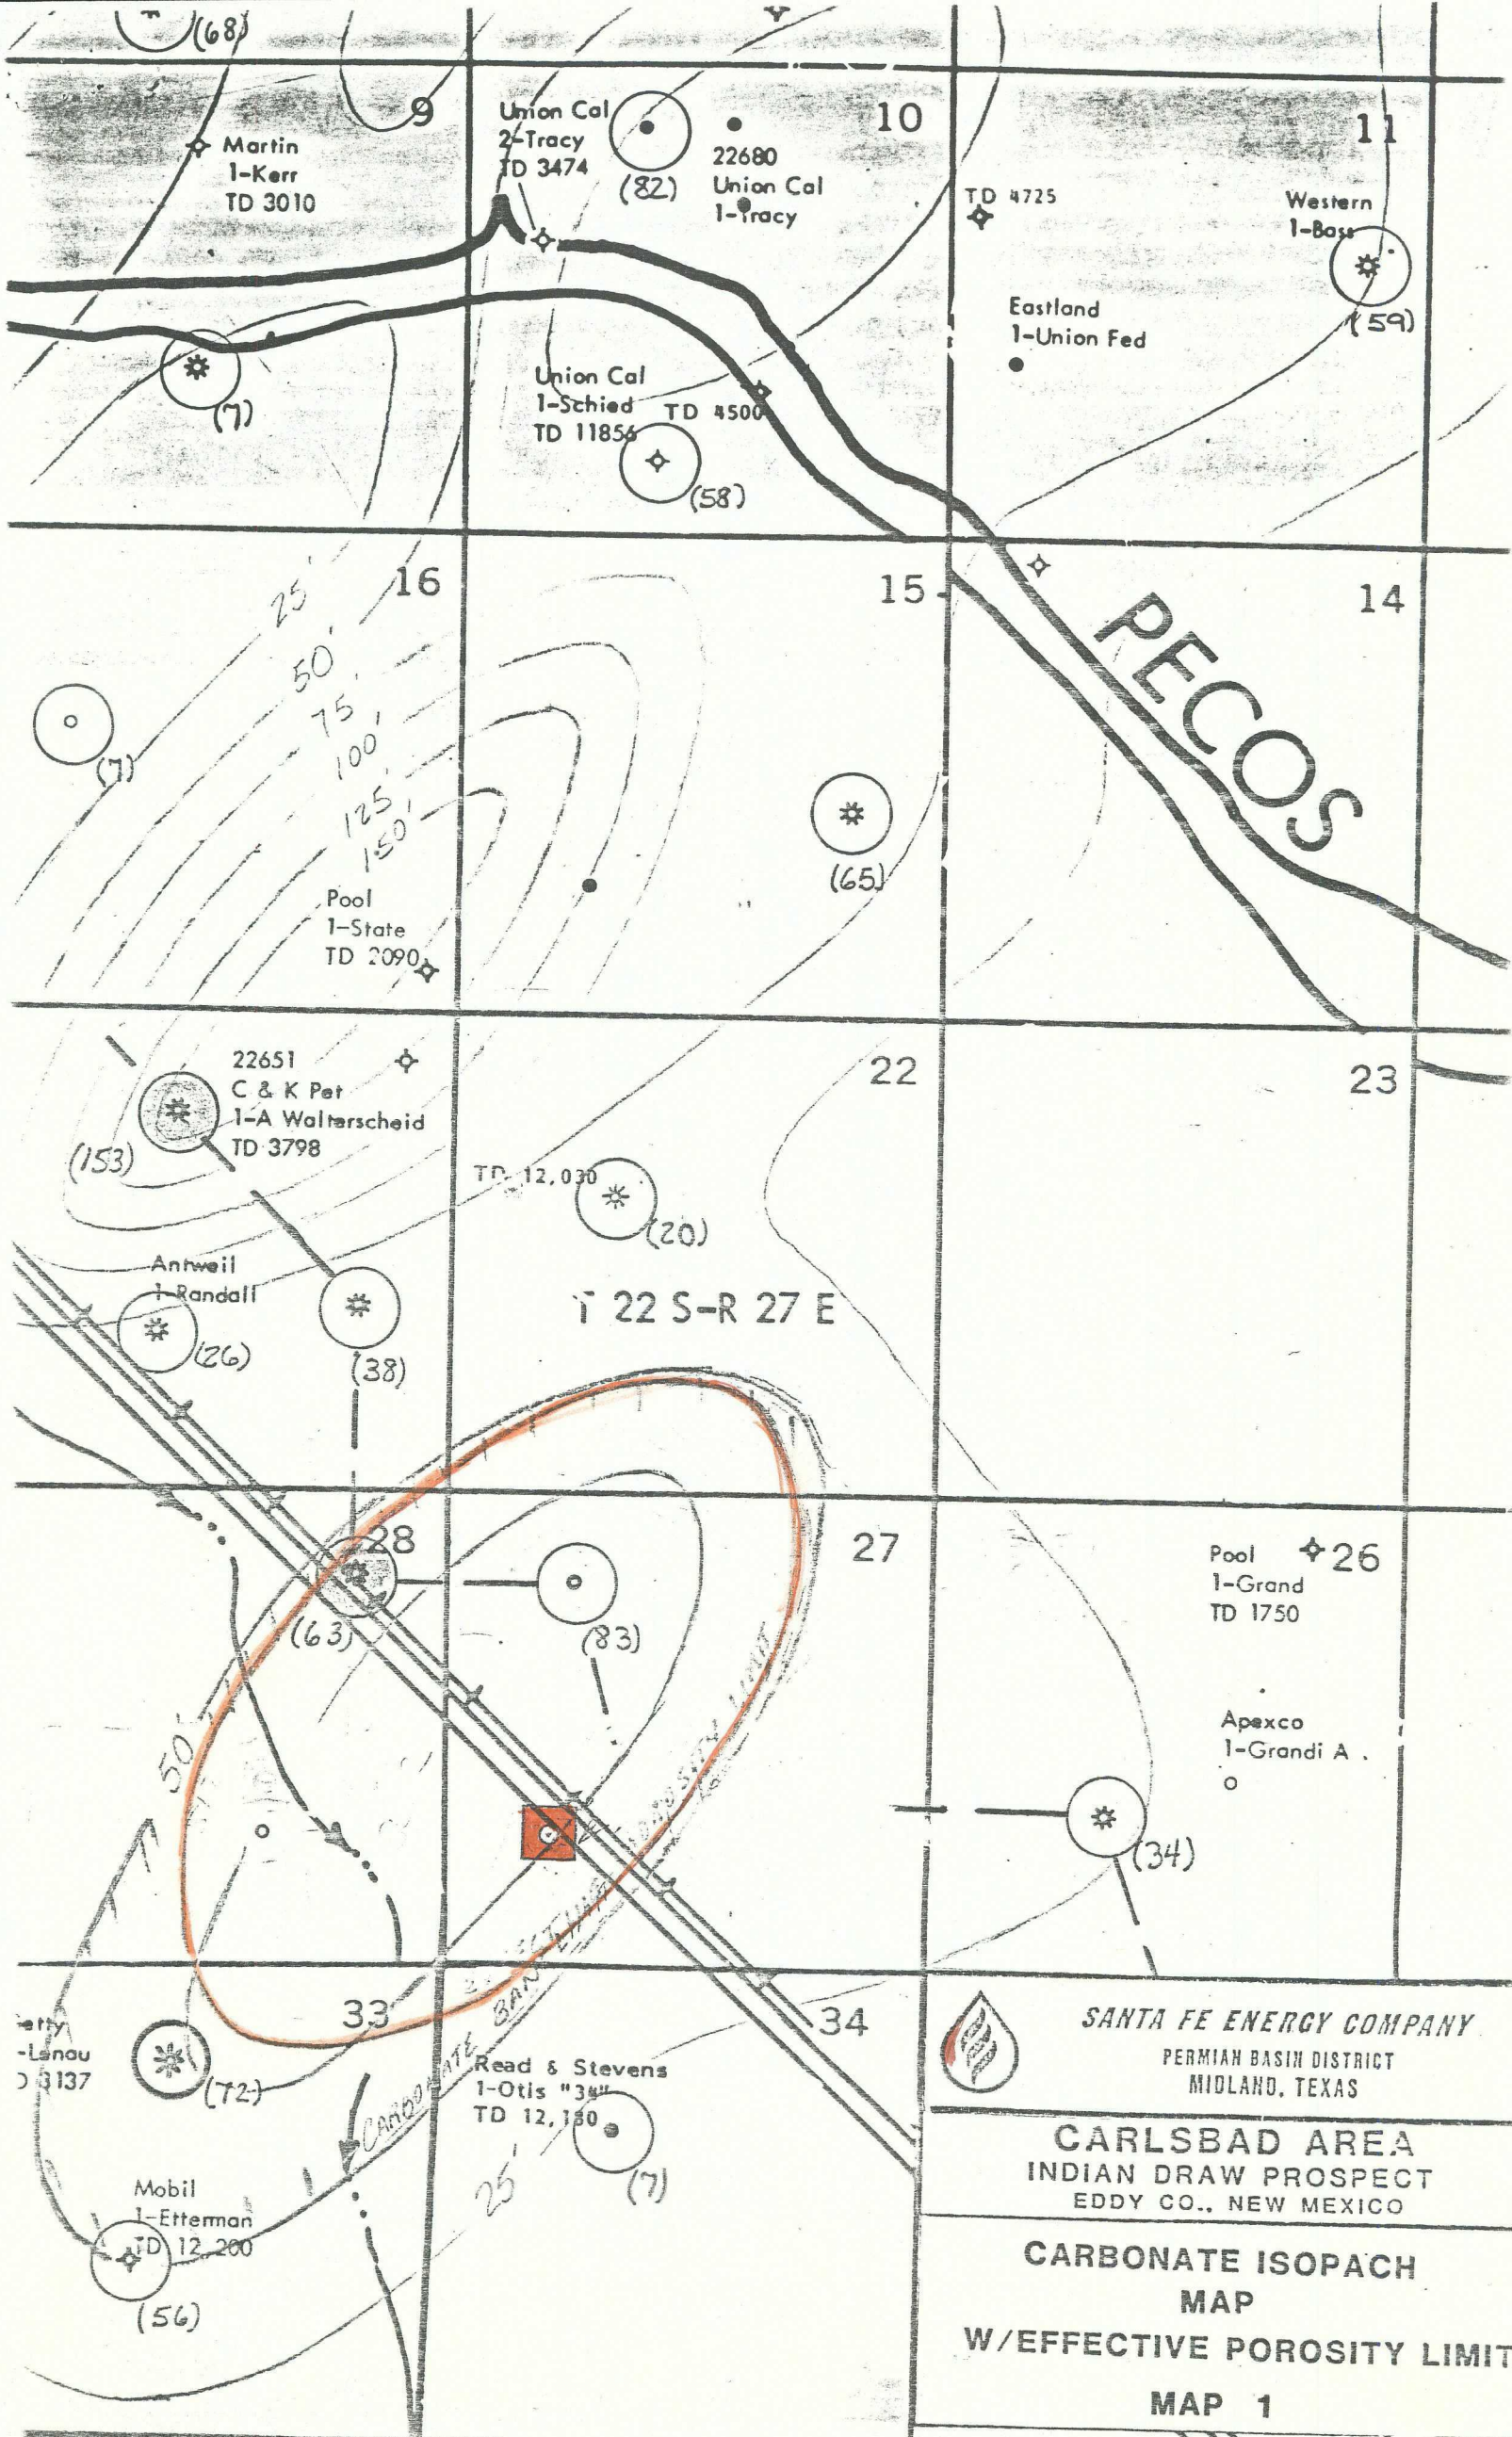 (68)
9
10
11
Martin
1-Kerr
TD 3010
Union Cal
2-Tracy
TD 3474
(82)
22680
Union Cal
1-Tracy
TD 4725
Western
1-Bass
(59)
Eastland
1-Union Fed
(7)
Union Cal
1-Schied
TD 11856
TD 4500
(58)
16
15
14
PECOS
25'
50'
75'
100'
125'
150'
(7)
(65)
Pool
1-State
TD 2090
22651
C & K Pet
1-A Walterscheid
TD 3798
(153)
22
23
TD 12,030
(20)
Antweil
1-Randall
(26)
(38)
T 22 S-R 27 E
28
27
26
(63)
(83)
Pool
1-Grand
TD 1750
50'
Apexco
1-Grandi A
(34)
33
34
etty
-Lanau
3137
(72)
CARBONATE
POROSITY LIMIT
Read & Stevens
1-Otis "34"
TD 12,180
25'
(7)
Mobil
1-Etterman
TD 12,200
(56)
SANTA FE ENERGY COMPANY
PERMIAN BASIN DISTRICT
MIDLAND, TEXAS
CARLSBAD AREA
INDIAN DRAW PROSPECT
EDDY CO., NEW MEXICO
CARBONATE ISOPACH
MAP
W/EFFECTIVE POROSITY LIMIT
MAP 1